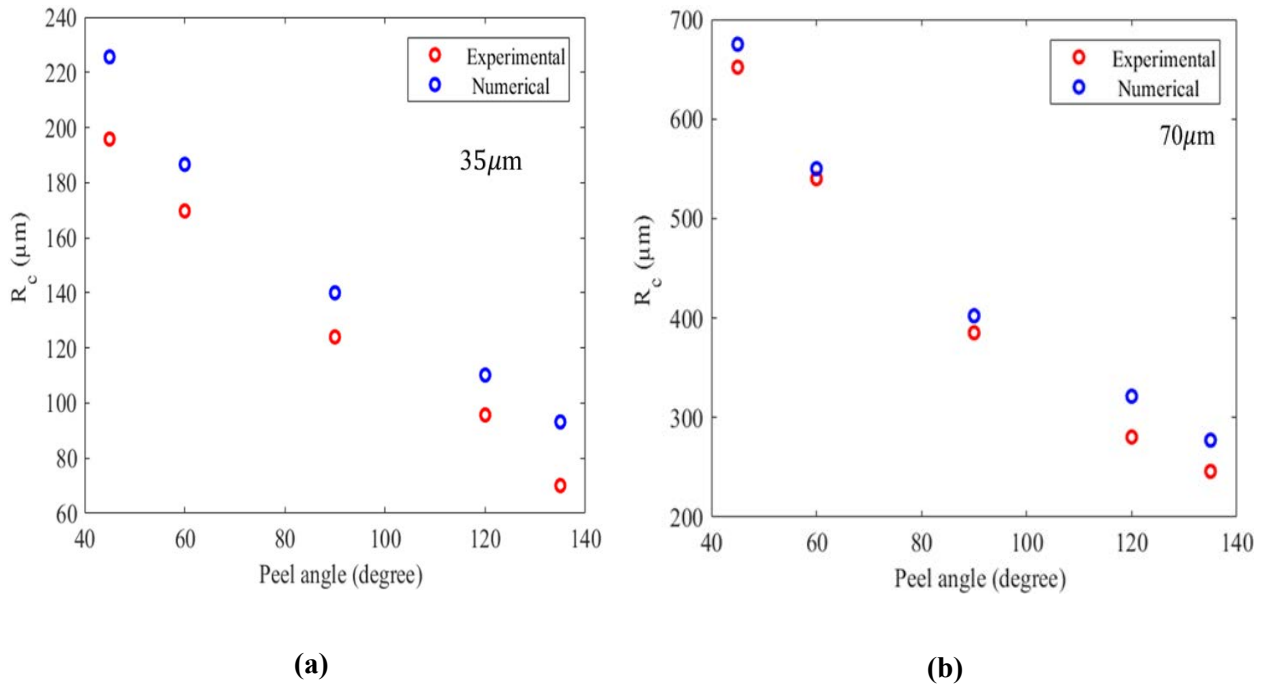 240
220
200
180
160
140
120
100
80
60
R_c (μm)
Experimental
Numerical
35μm
40 60 80 100 120 140
Peel angle (degree)
(a)
700
600
500
400
300
200
R_c (μm)
Experimental
Numerical
70μm
40 60 80 100 120 140
Peel angle (degree)
(b)